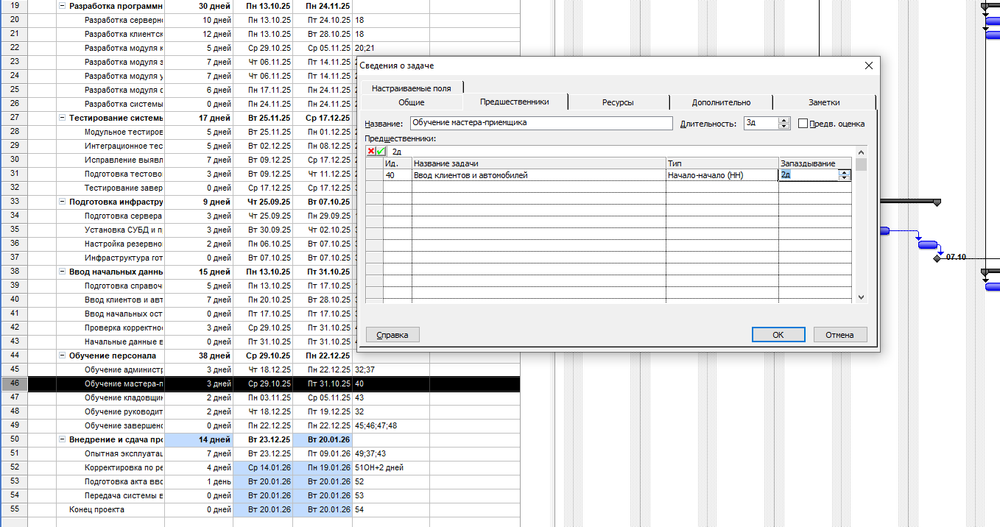 19 Разработка программн 30 дней Пн 13.10.25 Пн 24.11.25
20 Разработка серверн 10 дней Пн 13.10.25 Пт 24.10.25 18
21 Разработка клиентск 12 дней Пн 13.10.25 Вт 28.10.25 18
22 Разработка модуля к 5 дней Ср 29.10.25 Ср 05.11.25 20;21
23 Разработка модуля з 7 дней Чт 06.11.25 Пт 14.11.25
24 Разработка модуля у 7 дней Чт 06.11.25 Пт 14.11.25
25 Разработка модуля с 6 дней Пн 17.11.25 Пн 24.11.25
26 Разработка системы 0 дней Пн 24.11.25 Пн 24.11.25
27 Тестирование системь 17 дней Вт 25.11.25 Ср 17.12.25
28 Модульное тестиров 5 дней Вт 25.11.25 Пн 01.12.25
29 Интеграционное тес 5 дней Вт 02.12.25 Пн 08.12.25
30 Исправление выявл 7 дней Вт 09.12.25 Ср 17.12.25
31 Подготовка тестово 3 дней Вт 09.12.25 Чт 11.12.25
32 Тестирование завер 0 дней Ср 17.12.25 Ср 17.12.25
33 Подготовка инфрастру 9 дней Чт 25.09.25 Вт 07.10.25
34 Подготовка сервера 3 дней Чт 25.09.25 Пн 29.09.25
35 Установка СУБД и п 3 дней Вт 30.09.25 Чт 02.10.25
36 Настройка резервно 2 дней Пн 06.10.25 Вт 07.10.25
37 Инфраструктура гот 0 дней Вт 07.10.25 Вт 07.10.25
38 Ввод начальных даннь 15 дней Пн 13.10.25 Пт 31.10.25
39 Подготовка справоч 5 дней Пн 13.10.25 Пт 17.10.25
40 Ввод клиентов и авт 7 дней Пн 20.10.25 Вт 28.10.25
41 Ввод начальных ост 0 дней Пт 17.10.25 Пт 17.10.25
42 Проверка корректнос 3 дней Ср 29.10.25 Пт 31.10.25
43 Начальные данные в 0 дней Пт 31.10.25 Пт 31.10.25
44 Обучение персонала 38 дней Ср 29.10.25 Пн 22.12.25
45 Обучение администр 3 дней Чт 18.12.25 Пн 22.12.25 32;37
46 Обучение мастера-п 3 дней Ср 29.10.25 Пт 31.10.25 40
47 Обучение кладовщик 2 дней Пн 03.11.25 Ср 05.11.25 43
48 Обучение руководит 2 дней Чт 18.12.25 Пт 19.12.25 32
49 Обучение завершено 0 дней Пн 22.12.25 Пн 22.12.25 45;46;47;48
50 Внедрение и сдача про 14 дней Вт 23.12.25 Вт 20.01.26
51 Опытная эксплуатац 7 дней Вт 23.12.25 Пт 09.01.26 49;37;43
52 Корректировка по ре 4 дней Ср 14.01.26 Пн 19.01.26 51ОН+2 дней
53 Подготовка акта ввс 1 день Вт 20.01.26 Вт 20.01.26 52
54 Передача системы в 0 дней Вт 20.01.26 Вт 20.01.26 53
55 Конец проекта 0 дней Вт 20.01.26 Вт 20.01.26 54
Сведения о задаче
Настраиваемые поля
Общие Предшественники Ресурсы Дополнительно Заметки
Название: Обучение мастера-приемщика Длительность: 3д Предв. оценка
Предшественники:
2д
Ид. Название задачи Тип Запаздывание
40 Ввод клиентов и автомобилей Начало-начало (НН) 2д
Справка ОК Отмена
07.10